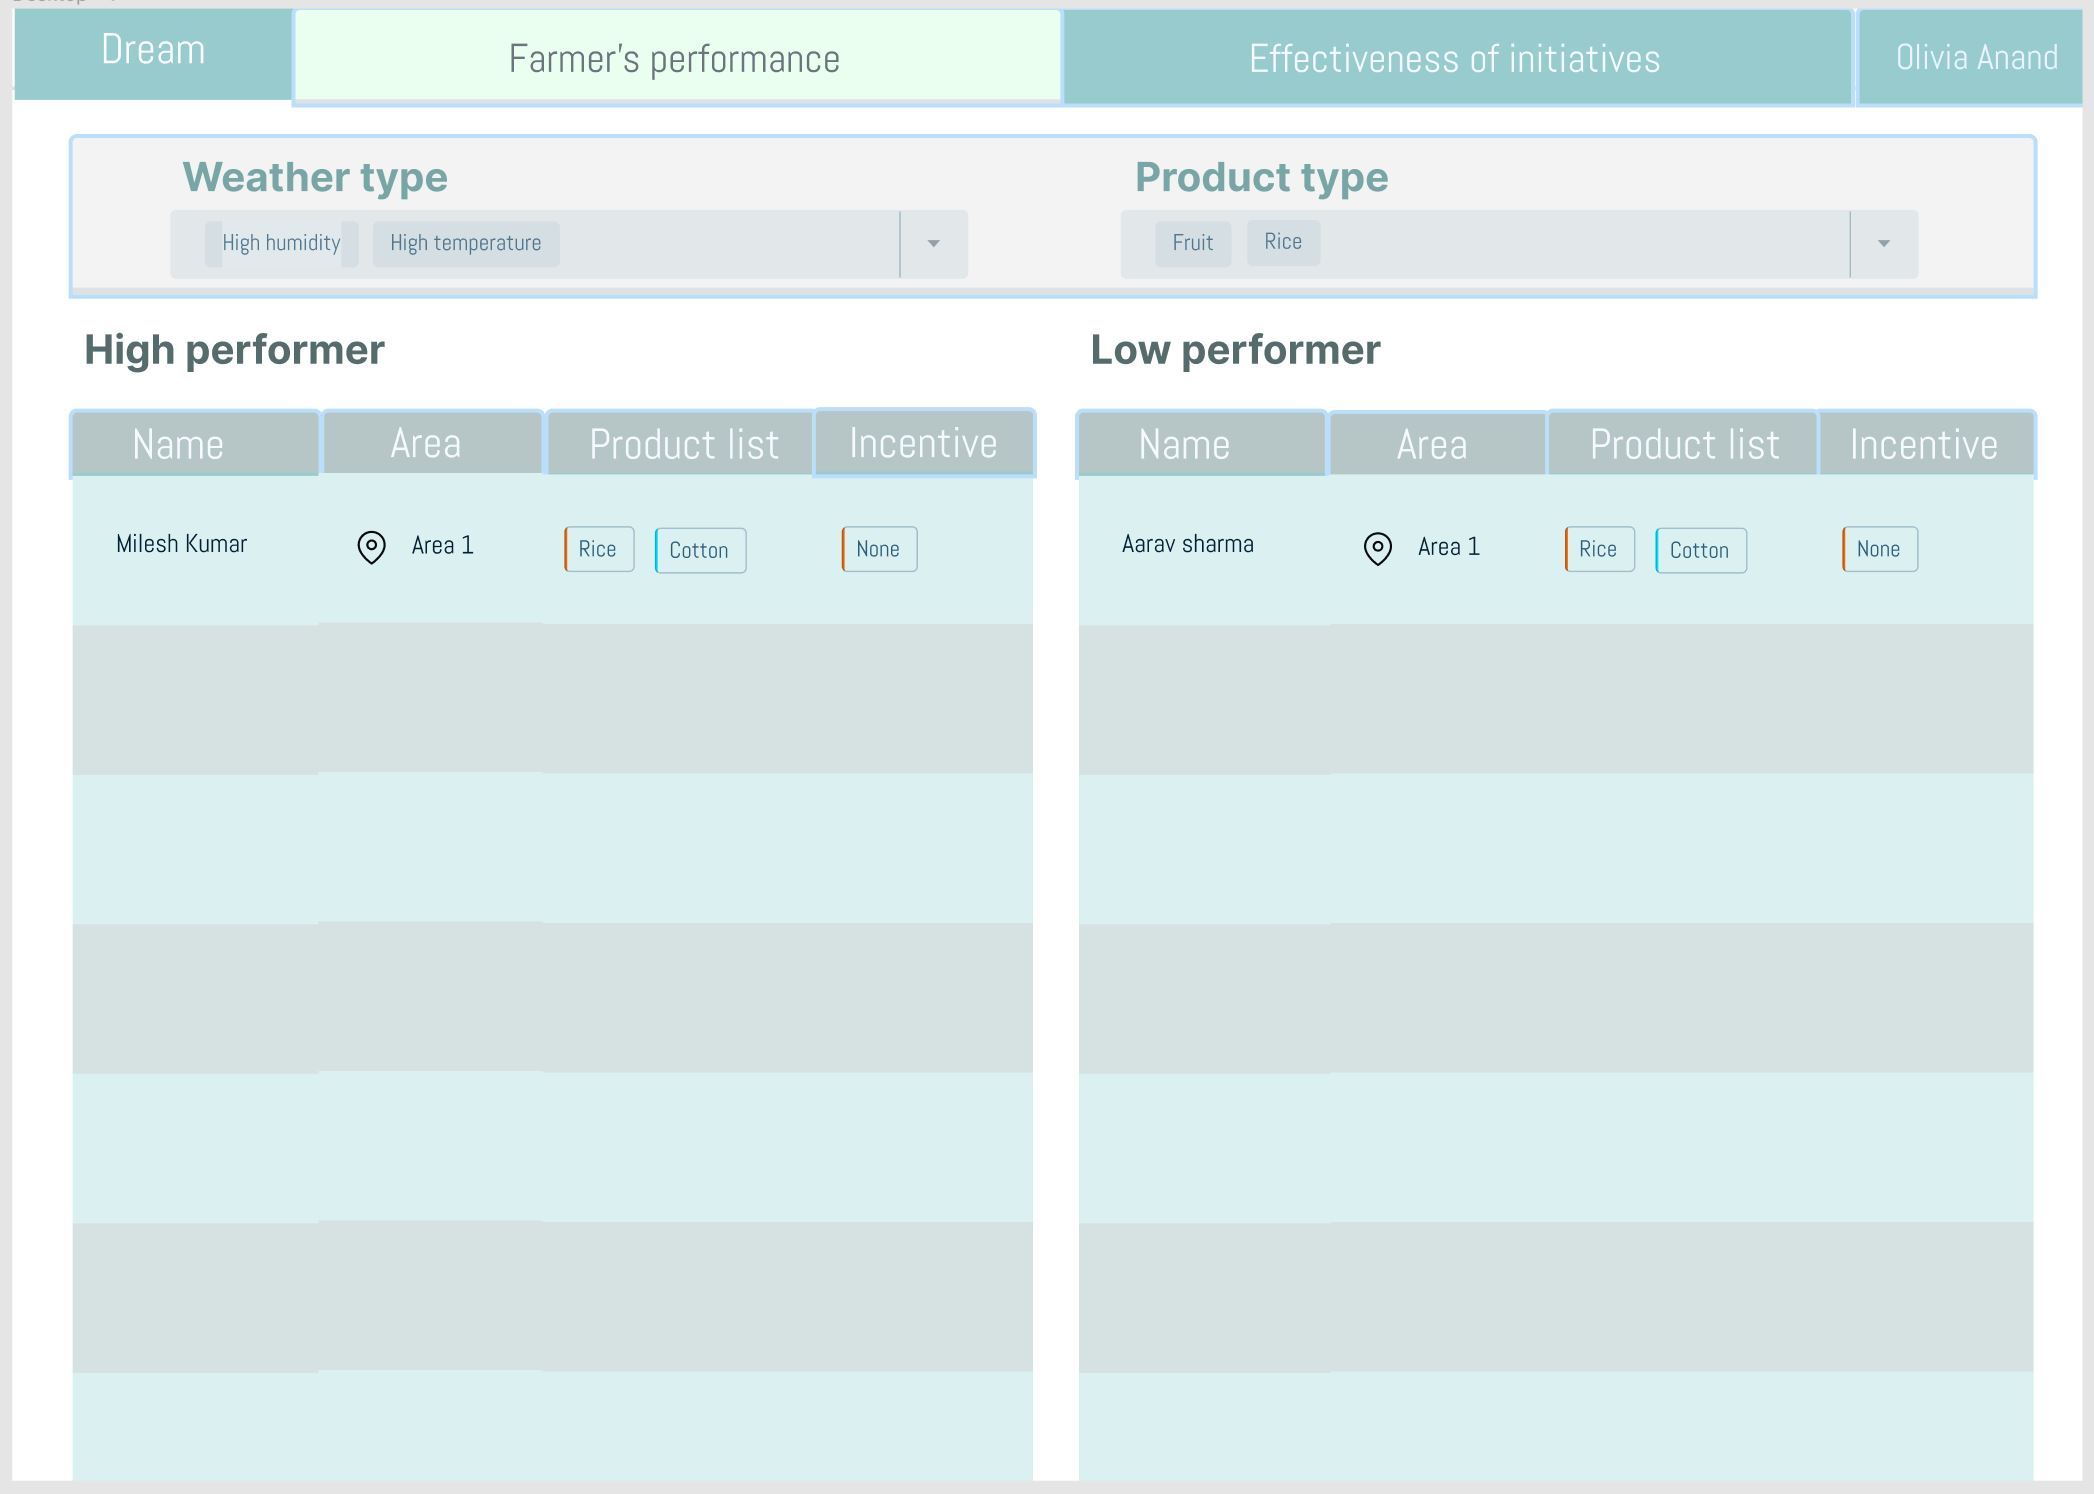 Dream
Farmer's performance
Effectiveness of initiatives
Olivia Anand
Weather type
Product type
High humidity
High temperature
Fruit
Rice
High performer
Low performer
Name
Area
Product list
Incentive
Name
Area
Product list
Incentive
Milesh Kumar
Area 1
Rice
Cotton
None
Aarav sharma
Area 1
Rice
Cotton
None